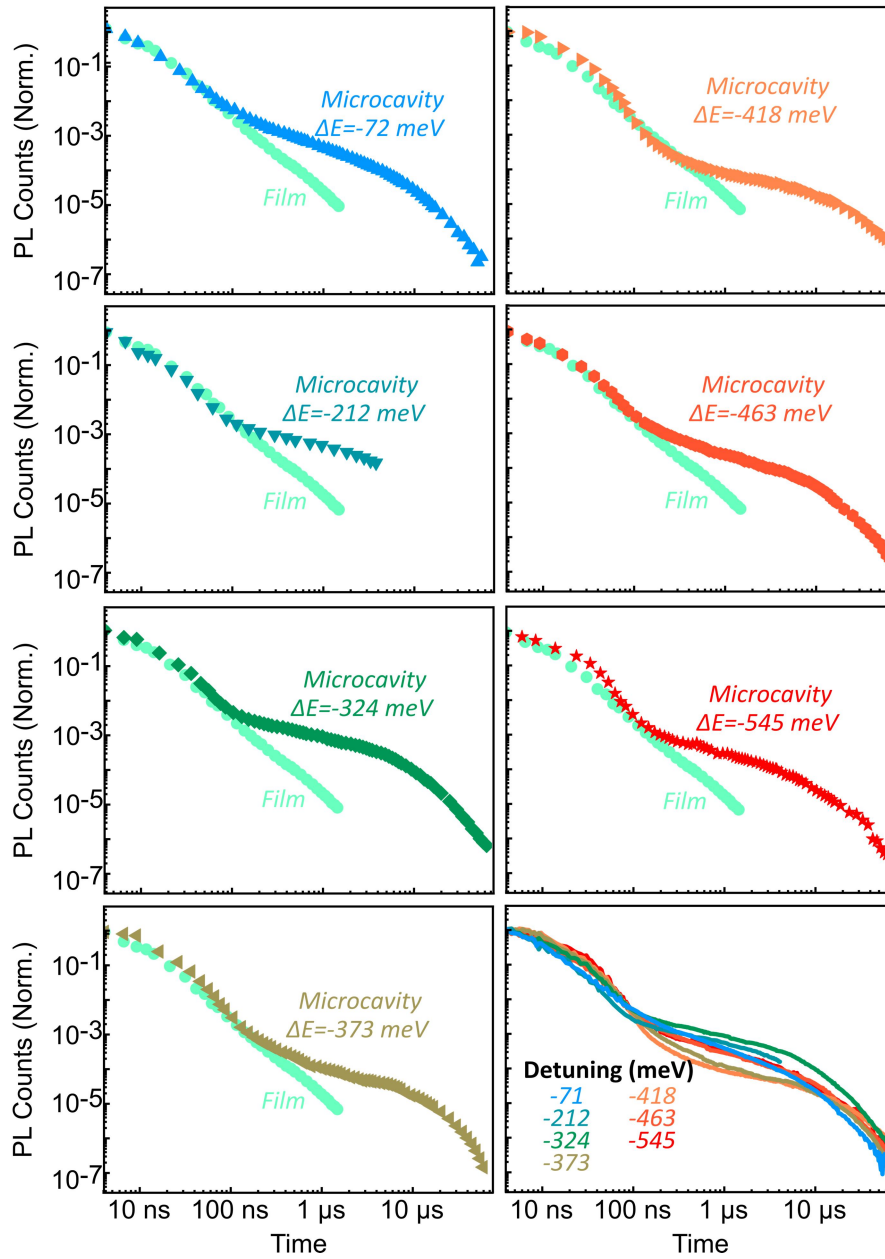 PL Counts (Norm.)
10-1
10-3
10-5
10-7
Microcavity
ΔE=-72 meV
Film
Microcavity
ΔE=-418 meV
Film
PL Counts (Norm.)
10-1
10-3
10-5
10-7
Microcavity
ΔE=-212 meV
Film
Microcavity
ΔE=-463 meV
Film
PL Counts (Norm.)
10-1
10-3
10-5
10-7
Microcavity
ΔE=-324 meV
Film
Microcavity
ΔE=-545 meV
Film
PL Counts (Norm.)
10-1
10-3
10-5
10-7
Microcavity
ΔE=-373 meV
Film
Detuning (meV)
-71 -418
-212 -463
-324 -545
-373
10 ns 100 ns 1 µs 10 µs
Time
10 ns 100 ns 1 µs 10 µs
Time